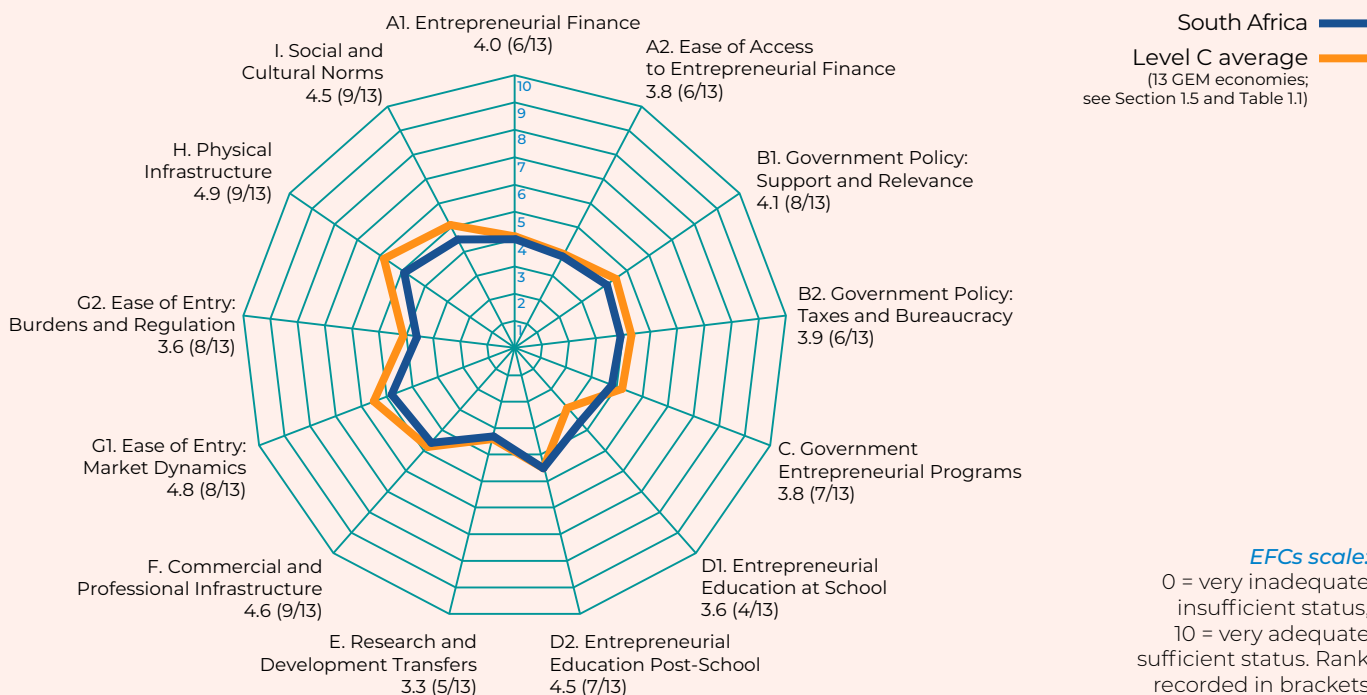 A1. Entrepreneurial Finance
4.0 (6/13)
A2. Ease of Access
to Entrepreneurial Finance
3.8 (6/13)
B1. Government Policy:
Support and Relevance
4.1 (8/13)
B2. Government Policy:
Taxes and Bureaucracy
3.9 (6/13)
C. Government
Entrepreneurial Programs
3.8 (7/13)
D1. Entrepreneurial
Education at School
3.6 (4/13)
D2. Entrepreneurial
Education Post-School
4.5 (7/13)
E. Research and
Development Transfers
3.3 (5/13)
F. Commercial and
Professional Infrastructure
4.6 (9/13)
G1. Ease of Entry:
Market Dynamics
4.8 (8/13)
G2. Ease of Entry:
Burdens and Regulation
3.6 (8/13)
H. Physical
Infrastructure
4.9 (9/13)
I. Social and
Cultural Norms
4.5 (9/13)
10
9
8
7
6
5
4
3
2
1
South Africa
Level C average
(13 GEM economies;
see Section 1.5 and Table 1.1)
EFCs scale:
0 = very inadequate
insufficient status,
10 = very adequate
sufficient status. Rank
recorded in brackets